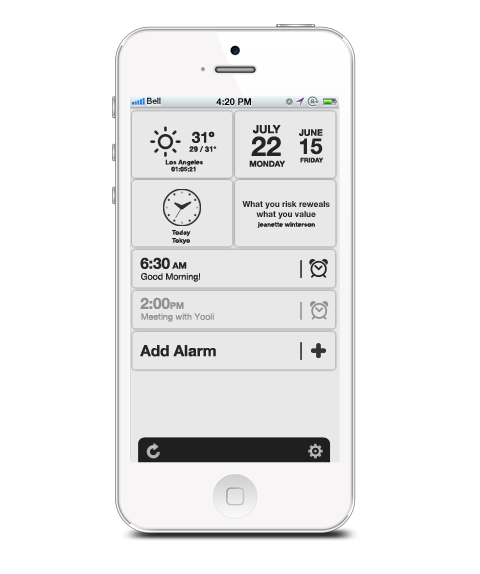 Bell 4:20 PM
31°
29 / 31°
Los Angeles
01:05:21
JULY
22
MONDAY
JUNE
15
FRIDAY
Today
Tokyo
What you risk reweals
what you value
jeanette winterson
6:30 AM
Good Morning!
2:00PM
Meeting with Yooii
Add Alarm